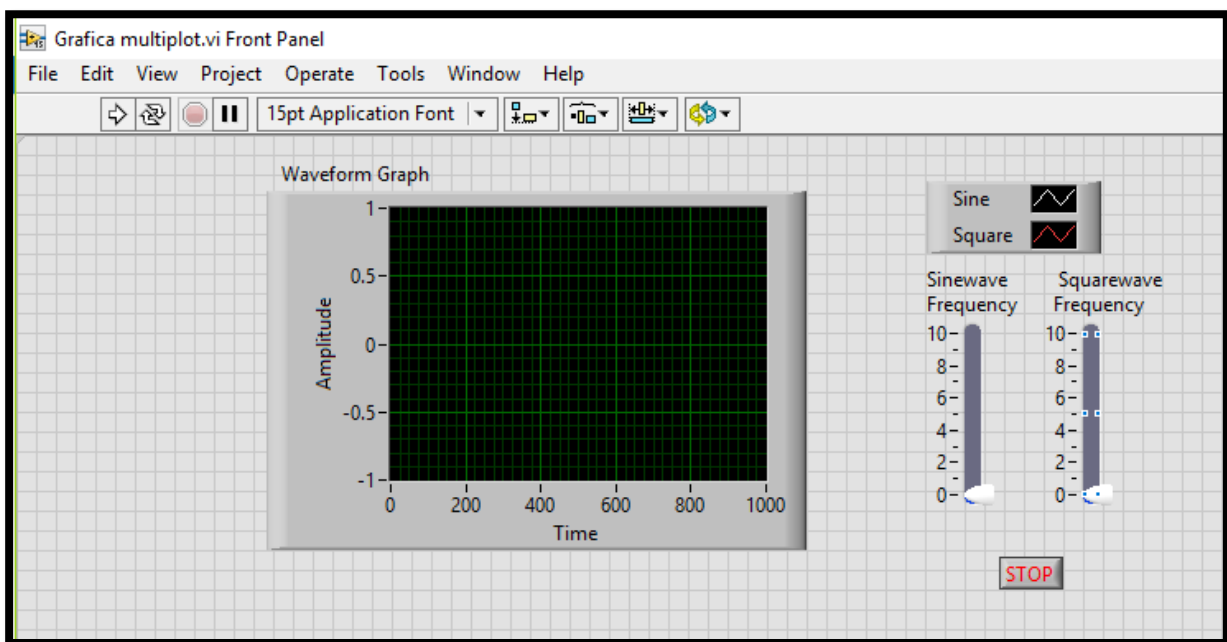 Grafica multiplot.vi Front Panel
File Edit View Project Operate Tools Window Help
15pt Application Font
Waveform Graph
1
0.5
0
-0.5
-1
Amplitude
0 200 400 600 800 1000
Time
Sine
Square
Sinewave
Frequency
10
8
6
4
2
0
Squarewave
Frequency
10
8
6
4
2
0
STOP